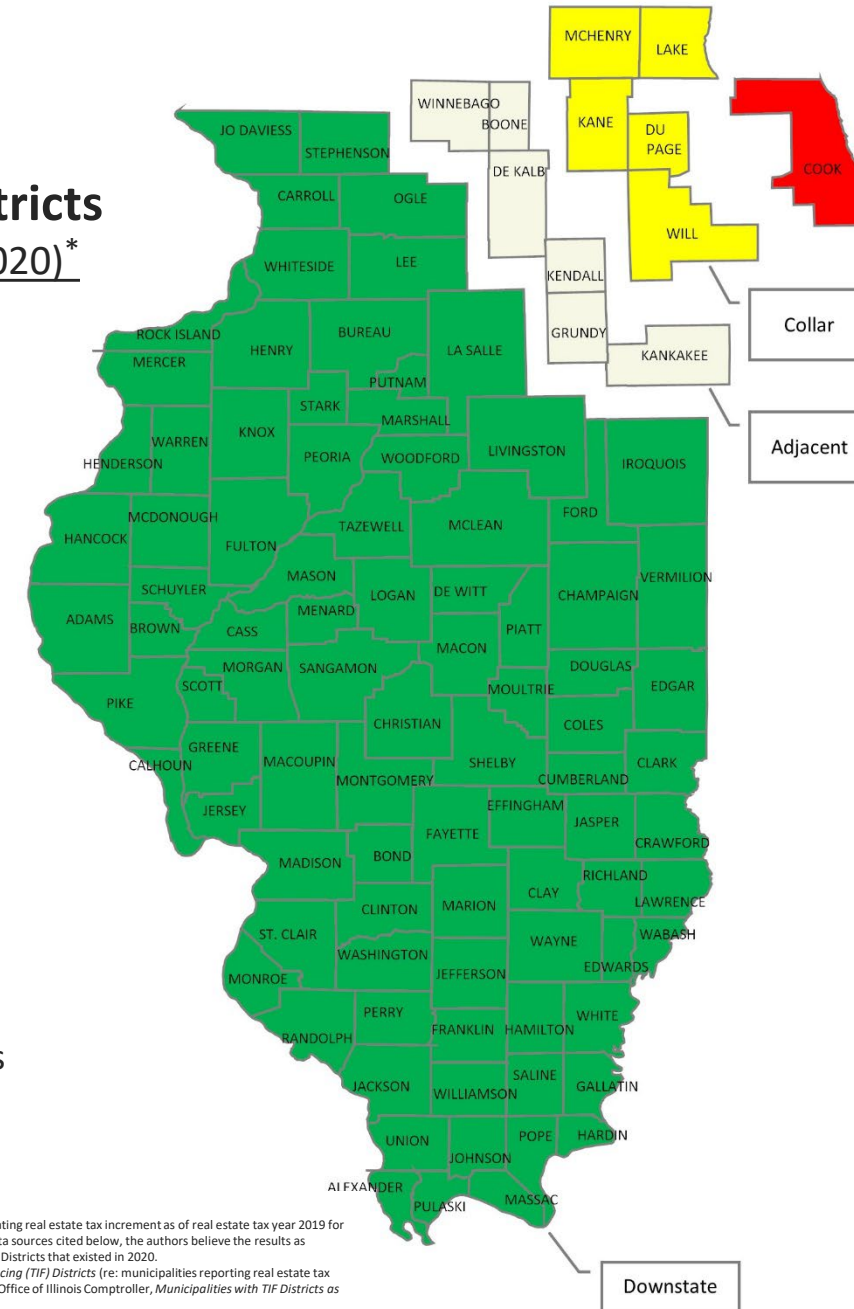 MCHENRY
LAKE
WINNEBAGO
BOONE
KANE
DU
PAGE
COOK
JO DAVIESS
STEPHENSON
DE KALB
tricts
CARROLL
OGLE
020)*
WILL
WHITESIDE
LEE
KENDALL
Collar
ROCK ISLAND
BUREAU
GRUNDY
HENRY
LA SALLE
KANKAKEE
MERCER
PUTNAM
STARK
MARSHALL
KNOX
WARREN
Adjacent
PEORIA
WOODFORD
LIVINGSTON
HENDERSON
IROQUOIS
MCDONOUGH
TAZEWELL
MCLEAN
FORD
HANCOCK
FULTON
MASON
VERMILION
SCHUYLER
LOGAN
DE WITT
CHAMPAIGN
ADAMS
MENARD
BROWN
CASS
PIATT
MACON
MORGAN
SANGAMON
DOUGLAS
SCOTT
MOULTRIE
EDGAR
PIKE
CHRISTIAN
COLES
GREENE
CALHOUN
MACOUPIN
SHELBY
CLARK
MONTGOMERY
CUMBERLAND
JERSEY
EFFINGHAM
JASPER
FAYETTE
CRAWFORD
MADISON
BOND
RICHLAND
CLAY
LAWRENCE
CLINTON
MARION
ST. CLAIR
WAYNE
WABASH
WASHINGTON
EDWARDS
MONROE
JEFFERSON
PERRY
WHITE
RANDOLPH
FRANKLIN
HAMILTON
s
JACKSON
SALINE
WILLIAMSON
GALLATIN
UNION
POPE
HARDIN
JOHNSON
ALEXANDER
PULASKI
MASSAC
ating real estate tax increment as of real estate tax year 2019 for
ta sources cited below, the authors believe the results as
Districts that existed in 2020.
cing (TIF) Districts (re: municipalities reporting real estate tax
Office of Illinois Comptroller, Municipalities with TIF Districts as
Downstate